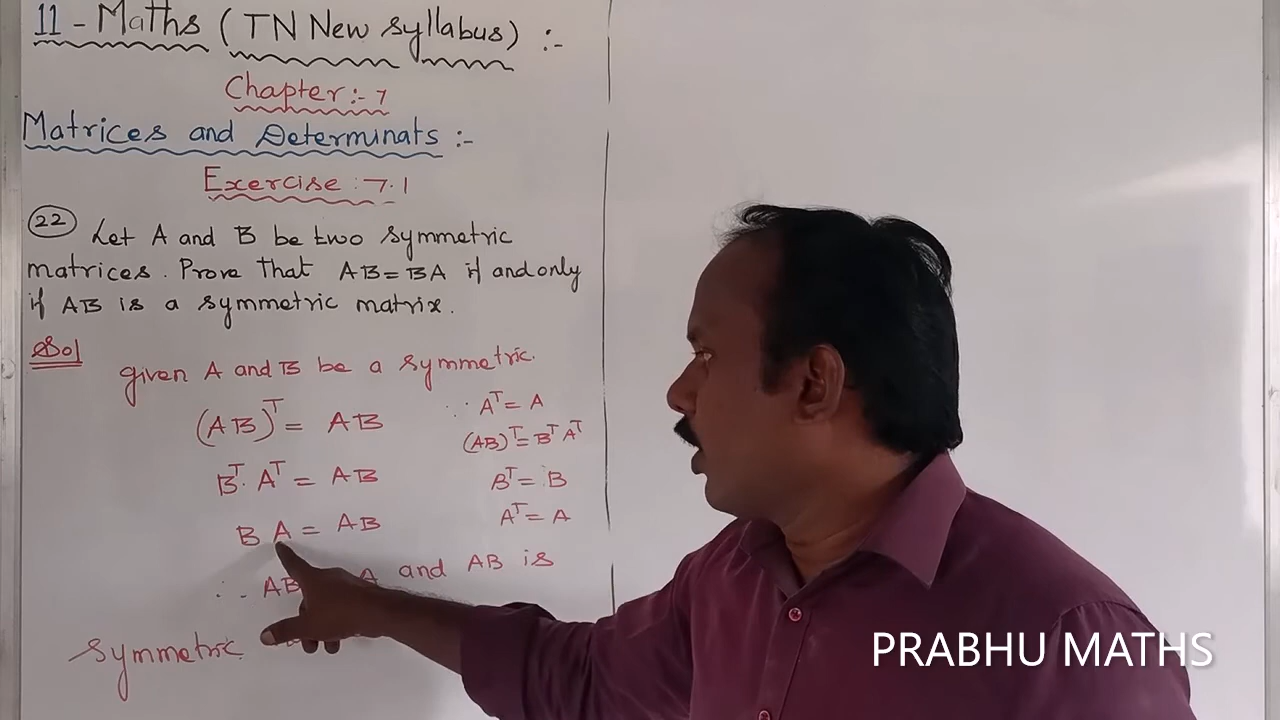 11 - Maths (TN New syllabus) :-
Chapter:- 7
Matrices and Determinats :-
Exercise : 7.1
22 Let A and B be two symmetric
matrices. Prove that AB = BA if and only
if AB is a symmetric matrix.
Sol
given A and B be a symmetric.
(AB)^T = AB ∵ A^T = A
(AB)^T = B^T A^T
B^T . A^T = AB B^T = B
B A = AB A^T = A
∴ AB A and AB is
symmetric
PRABHU MATHS